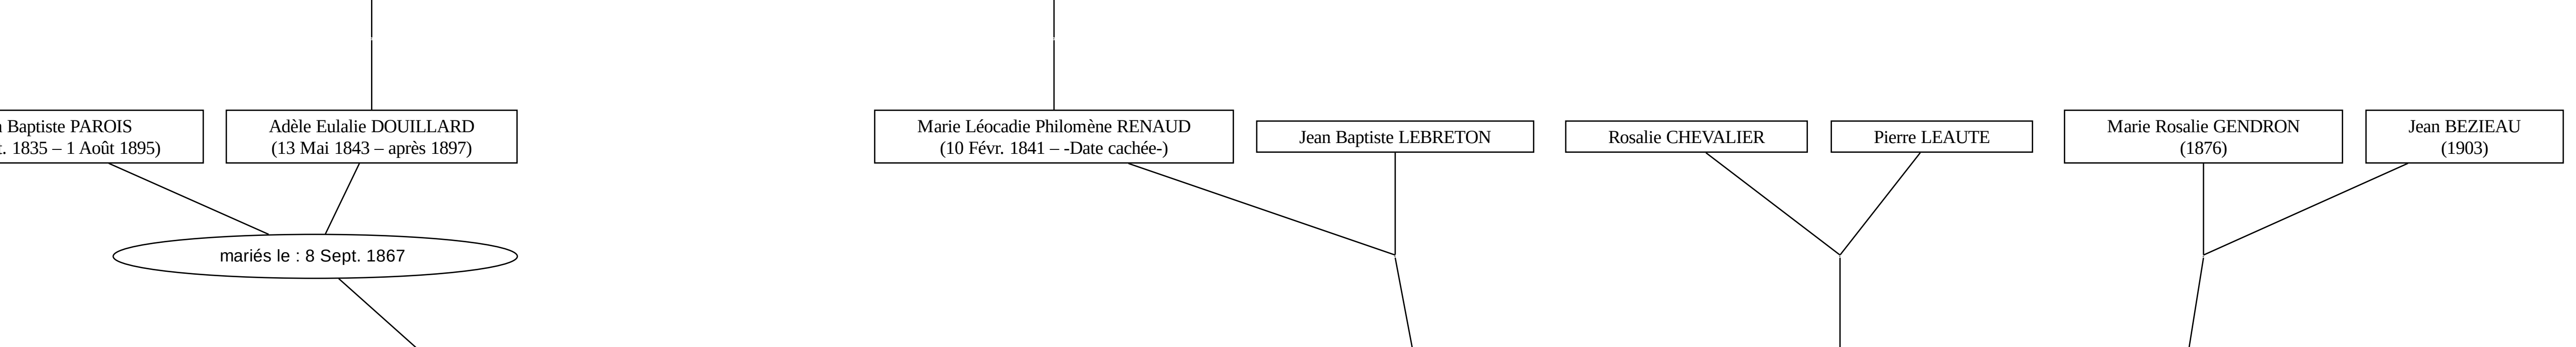 Baptiste PAROIS
1835 – 1 Août 1895)
Adèle Eulalie DOUILLARD
(13 Mai 1843 – après 1897)
Marie Léocadie Philomène RENAUD
(10 Févr. 1841 – -Date cachée-)
Jean Baptiste LEBRETON
Rosalie CHEVALIER
Pierre LEAUTE
Marie Rosalie GENDRON
(1876)
Jean BEZIEAU
(1903)
mariés le : 8 Sept. 1867